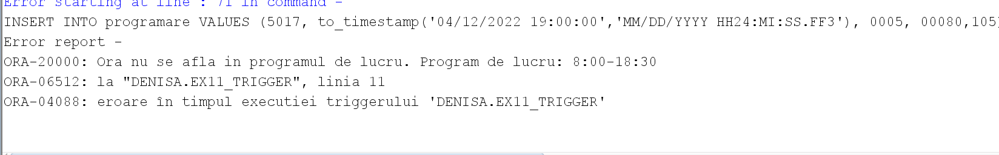 Error starting at line : 71 in command -
INSERT INTO programare VALUES (5017, to_timestamp('04/12/2022 19:00:00','MM/DD/YYYY HH24:MI:SS.FF3'), 0005, 00080,105)
Error report -
ORA-20000: Ora nu se afla in programul de lucru. Program de lucru: 8:00-18:30
ORA-06512: la "DENISA.EX11_TRIGGER", linia 11
ORA-04088: eroare în timpul executiei triggerului 'DENISA.EX11_TRIGGER'